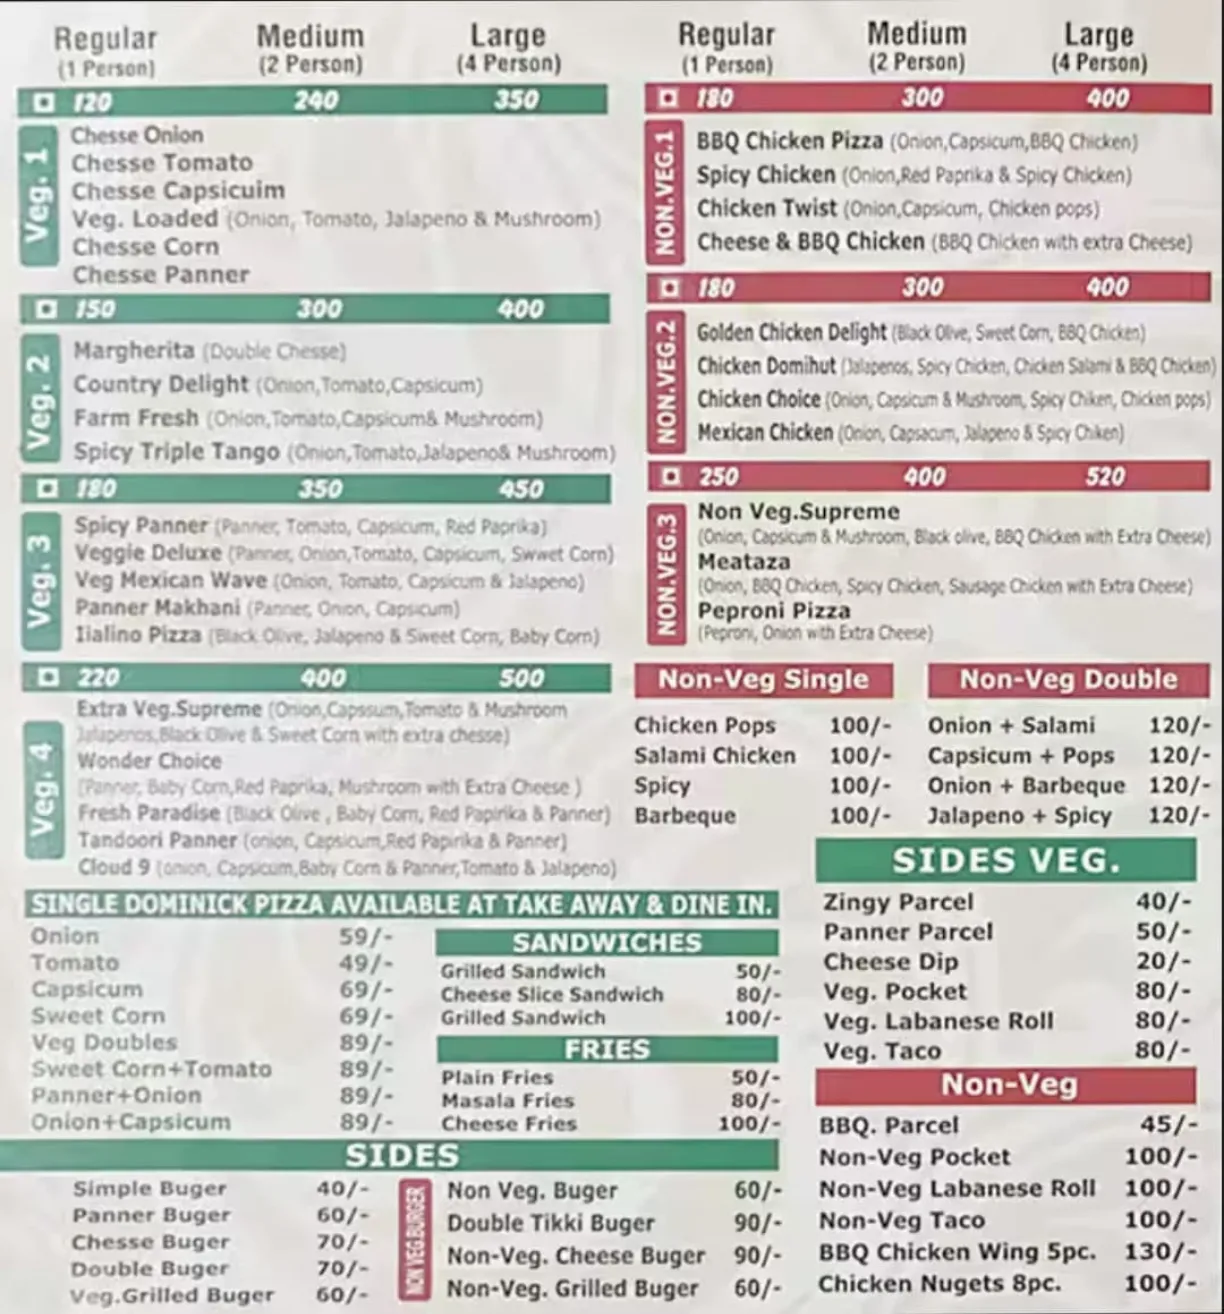 Regular Medium Large
(1 Person) (2 Person) (4 Person)
120 240 350
Veg. 1
Chesse Onion
Chesse Tomato
Chesse Capsicuim
Veg. Loaded (Onion, Tomato, Jalapeno & Mushroom)
Chesse Corn
Chesse Panner
150 300 400
Veg. 2
Margherita (Double Chesse)
Country Delight (Onion,Tomato,Capsicum)
Farm Fresh (Onion,Tomato,Capsicum& Mushroom)
Spicy Triple Tango (Onion,Tomato,Jalapeno& Mushroom)
180 350 450
Veg. 3
Spicy Panner (Panner, Tomato, Capsicum, Red Paprika)
Veggie Deluxe (Panner, Onion,Tomato, Capsicum, Swwet Corn)
Veg Mexican Wave (Onion, Tomato, Capsicum & Jalapeno)
Panner Makhani (Panner, Onion, Capsicum)
Iialino Pizza (Black Olive, Jalapeno & Sweet Corn, Baby Corn)
220 400 500
Veg. 4
Extra Veg.Supreme (Onion,Capssum,Tomato & Mushroom
Jalapenos,Black Olive & Sweet Corn with extra chesse)
Wonder Choice
(Panner, Baby Corn,Red Paprika, Mushroom with Extra Cheese )
Fresh Paradise (Black Olive , Baby Corn, Red Papirika & Panner)
Tandoori Panner (onion, Capsicum,Red Papirika & Panner)
Cloud 9 (onion, Capsicum,Baby Corn & Panner,Tomato & Jalapeno)
Regular Medium Large
(1 Person) (2 Person) (4 Person)
180 300 400
NON.VEG.1
BBQ Chicken Pizza (Onion,Capsicum,BBQ Chicken)
Spicy Chicken (Onion,Red Paprika & Spicy Chicken)
Chicken Twist (Onion,Capsicum, Chicken pops)
Cheese & BBQ Chicken (BBQ Chicken with extra Cheese)
180 300 400
NON.VEG.2
Golden Chicken Delight (Black Olive, Sweet Corn, BBQ Chicken)
Chicken Domihut (Jalapenos, Spicy Chicken, Chicken Salami & BBQ Chicken)
Chicken Choice (Onion, Capsicum & Mushroom, Spicy Chiken, Chicken pops)
Mexican Chicken (Onion, Capsacum, Jalapeno & Spicy Chiken)
250 400 520
NON.VEG.3
Non Veg.Supreme
(Onion, Capsicum & Mushroom, Black olive, BBQ Chicken with Extra Cheese)
Meataza
(Onion, BBQ Chicken, Spicy Chicken, Sausage Chicken with Extra Cheese)
Peproni Pizza
(Peproni, Onion with Extra Cheese)
Non-Veg Single
Chicken Pops 100/-
Salami Chicken 100/-
Spicy 100/-
Barbeque 100/-
Non-Veg Double
Onion + Salami 120/-
Capsicum + Pops 120/-
Onion + Barbeque 120/-
Jalapeno + Spicy 120/-
SINGLE DOMINICK PIZZA AVAILABLE AT TAKE AWAY & DINE IN.
Onion 59/-
Tomato 49/-
Capsicum 69/-
Sweet Corn 69/-
Veg Doubles 89/-
Sweet Corn+Tomato 89/-
Panner+Onion 89/-
Onion+Capsicum 89/-
SANDWICHES
Grilled Sandwich 50/-
Cheese Slice Sandwich 80/-
Grilled Sandwich 100/-
FRIES
Plain Fries 50/-
Masala Fries 80/-
Cheese Fries 100/-
SIDES
Simple Buger 40/-
Panner Buger 60/-
Chesse Buger 70/-
Double Buger 70/-
Veg.Grilled Buger 60/-
NON VEG.BURGER
Non Veg. Buger 60/-
Double Tikki Buger 90/-
Non-Veg. Cheese Buger 90/-
Non-Veg. Grilled Buger 60/-
SIDES VEG.
Zingy Parcel 40/-
Panner Parcel 50/-
Cheese Dip 20/-
Veg. Pocket 80/-
Veg. Labanese Roll 80/-
Veg. Taco 80/-
Non-Veg
BBQ. Parcel 45/-
Non-Veg Pocket 100/-
Non-Veg Labanese Roll 100/-
Non-Veg Taco 100/-
BBQ Chicken Wing 5pc. 130/-
Chicken Nugets 8pc. 100/-